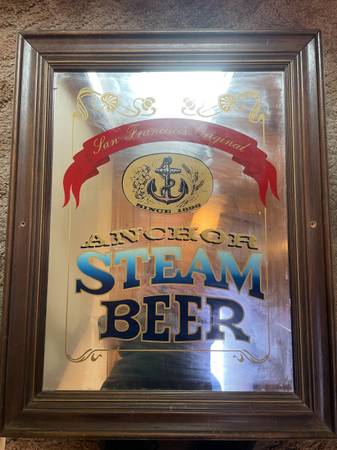 San Francisco's Original
SINCE 1896
ANCHOR
STEAM
BEER